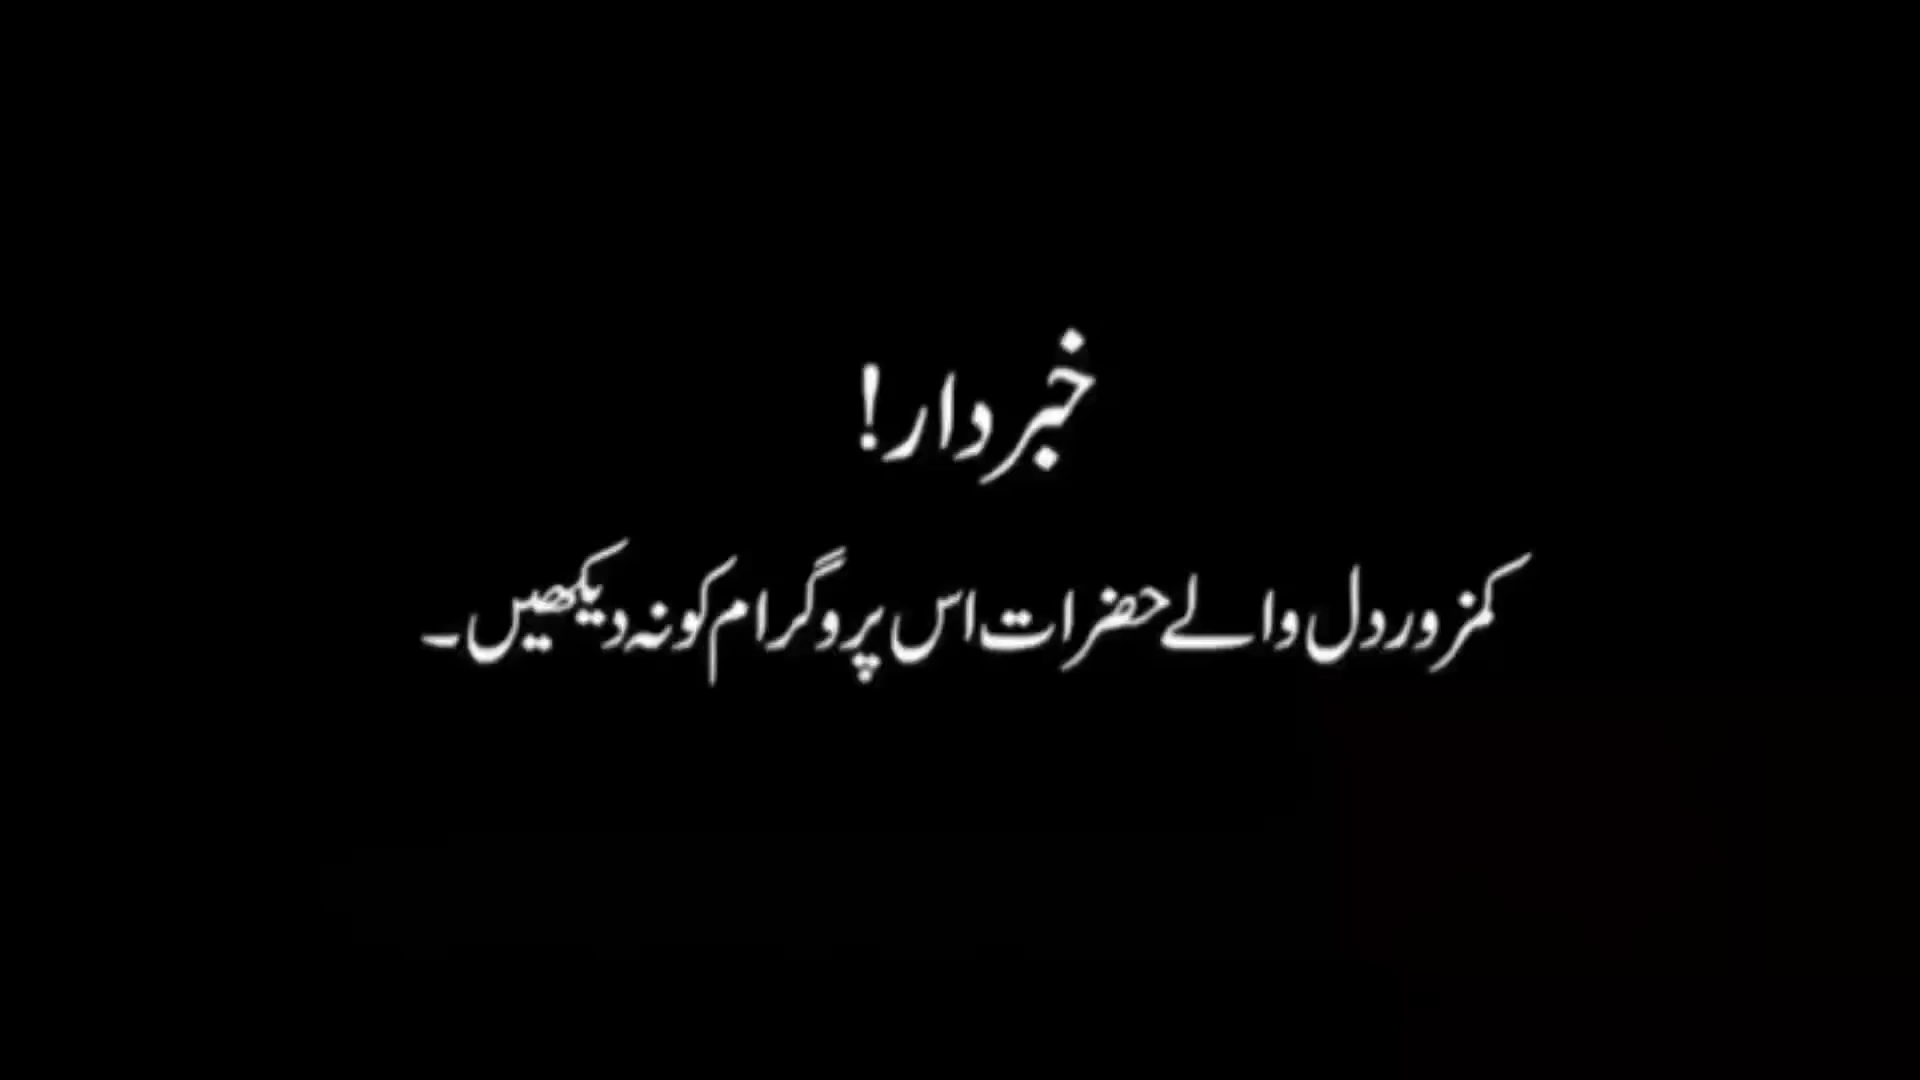 خبردار!
کمزور دل والے حضرات اس پروگرام کو نہ دیکھیں۔